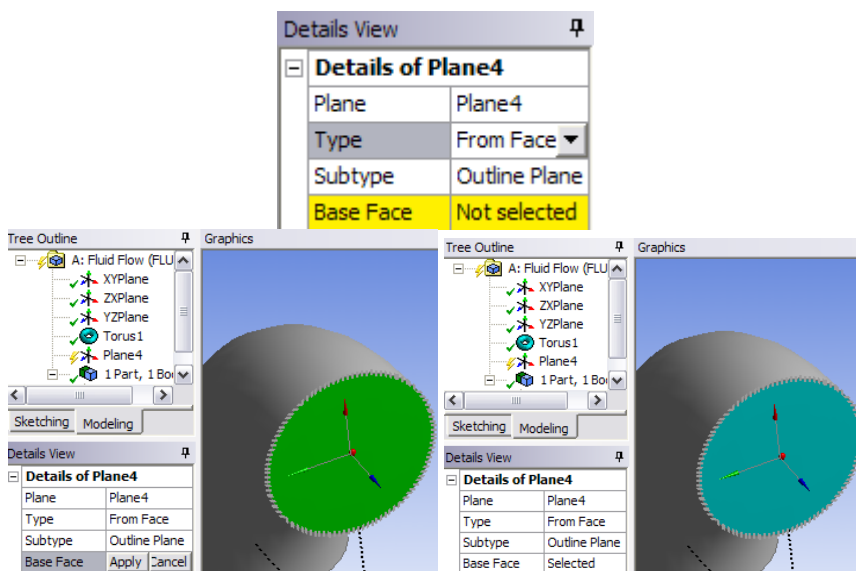 Details View
Details of Plane4
Plane Plane4
Type From Face
Subtype Outline Plane
Base Face Not selected
Tree Outline
A: Fluid Flow (FLU
XYPlane
ZXPlane
YZPlane
Torus1
Plane4
1 Part, 1 Bo
Sketching Modeling
Details View
Details of Plane4
Plane Plane4
Type From Face
Subtype Outline Plane
Base Face Apply Cancel
Graphics
Tree Outline
A: Fluid Flow (FLU
XYPlane
ZXPlane
YZPlane
Torus1
Plane4
1 Part, 1 Bo
Sketching Modeling
Details View
Details of Plane4
Plane Plane4
Type From Face
Subtype Outline Plane
Base Face Selected
Graphics